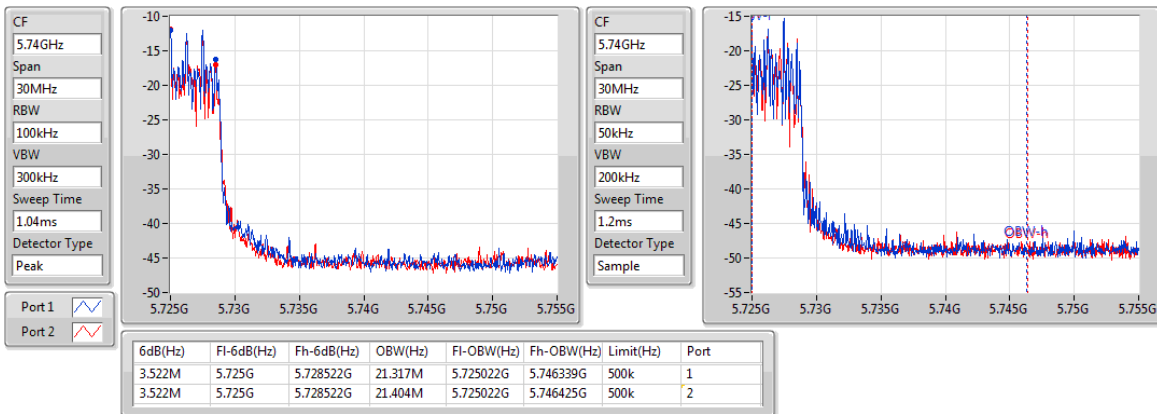 CF
5.74GHz
Span
30MHz
RBW
100kHz
VBW
300kHz
Sweep Time
1.04ms
Detector Type
Peak
Port 1
Port 2
-10
-15
-20
-25
-30
-35
-40
-45
-50
5.725G 5.73G 5.735G 5.74G 5.745G 5.75G 5.755G
CF
5.74GHz
Span
30MHz
RBW
50kHz
VBW
200kHz
Sweep Time
1.2ms
Detector Type
Sample
-15
-20
-25
-30
-35
-40
-45
-50
-55
OBW-h
5.725G 5.73G 5.735G 5.74G 5.745G 5.75G 5.755G
6dB(Hz) Fl-6dB(Hz) Fh-6dB(Hz) OBW(Hz) Fl-OBW(Hz) Fh-OBW(Hz) Limit(Hz) Port
3.522M 5.725G 5.728522G 21.317M 5.725022G 5.746339G 500k 1
3.522M 5.725G 5.728522G 21.404M 5.725022G 5.746425G 500k 2